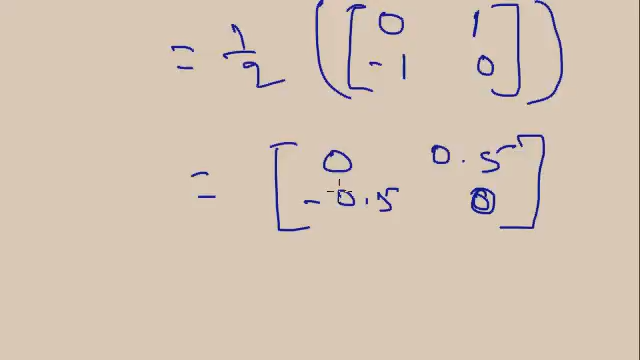 = 1/2 ( [ 0 1
-1 0 ] )
= [ 0 0.5
-0.5 0 ]